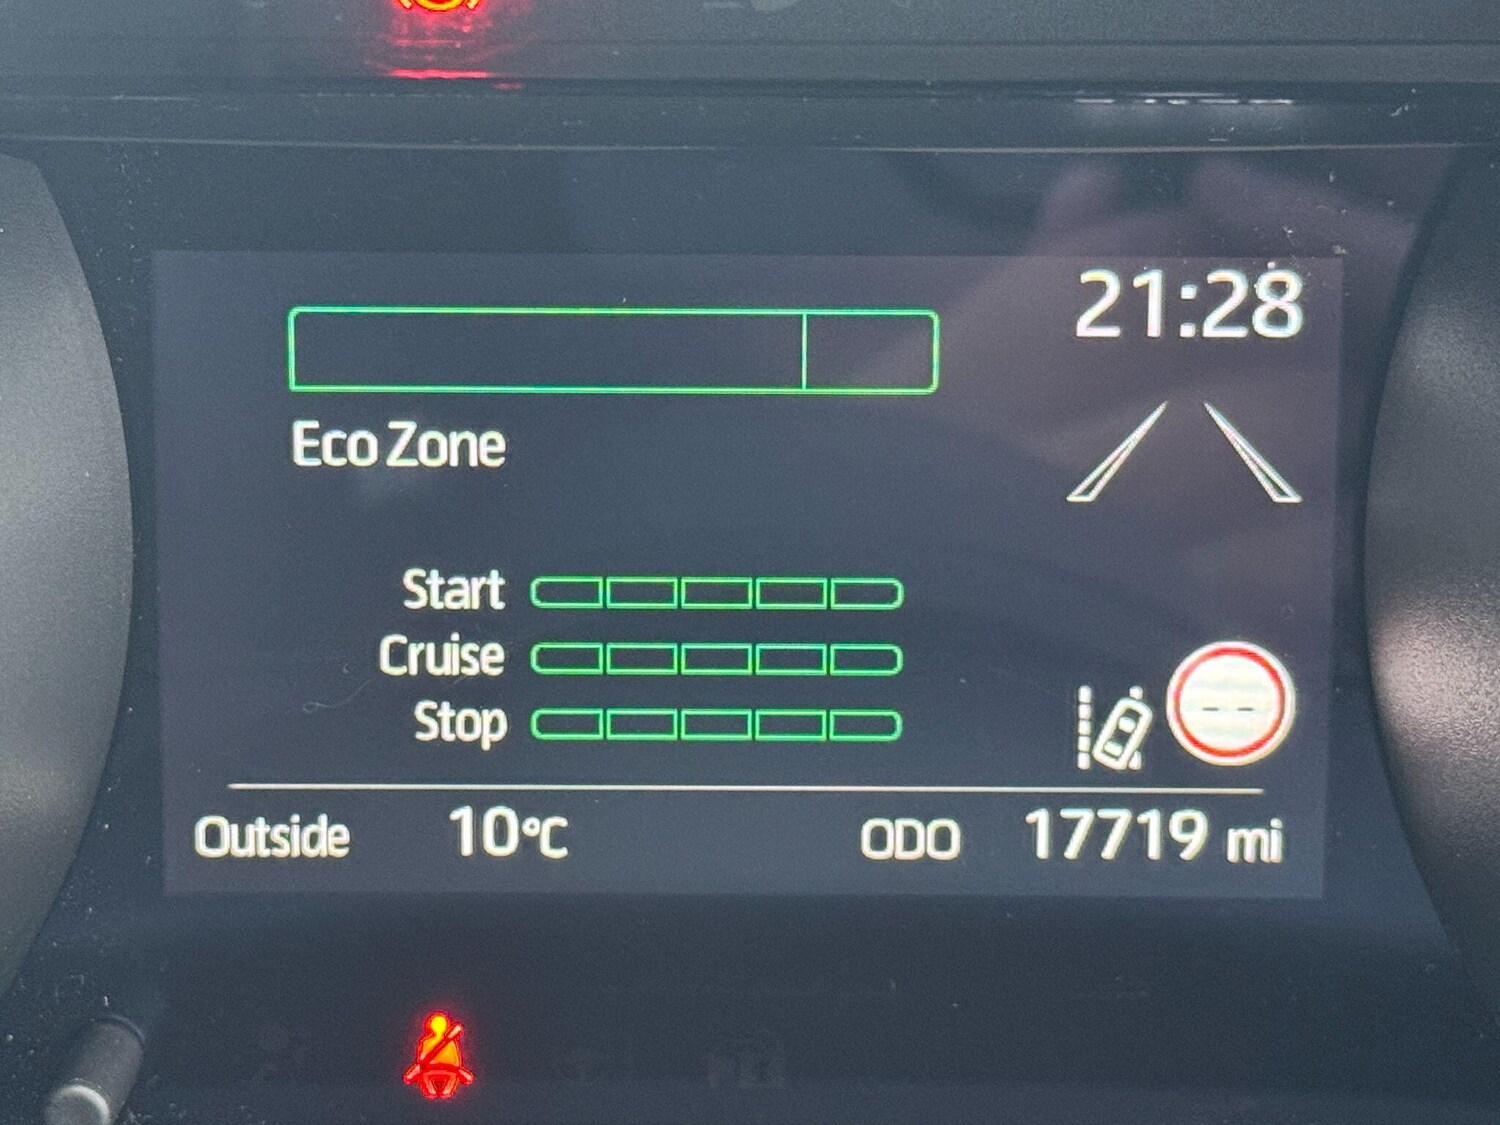 21:28
Eco Zone
Start
Cruise
Stop
--
Outside 10°C ODO 17719 mi